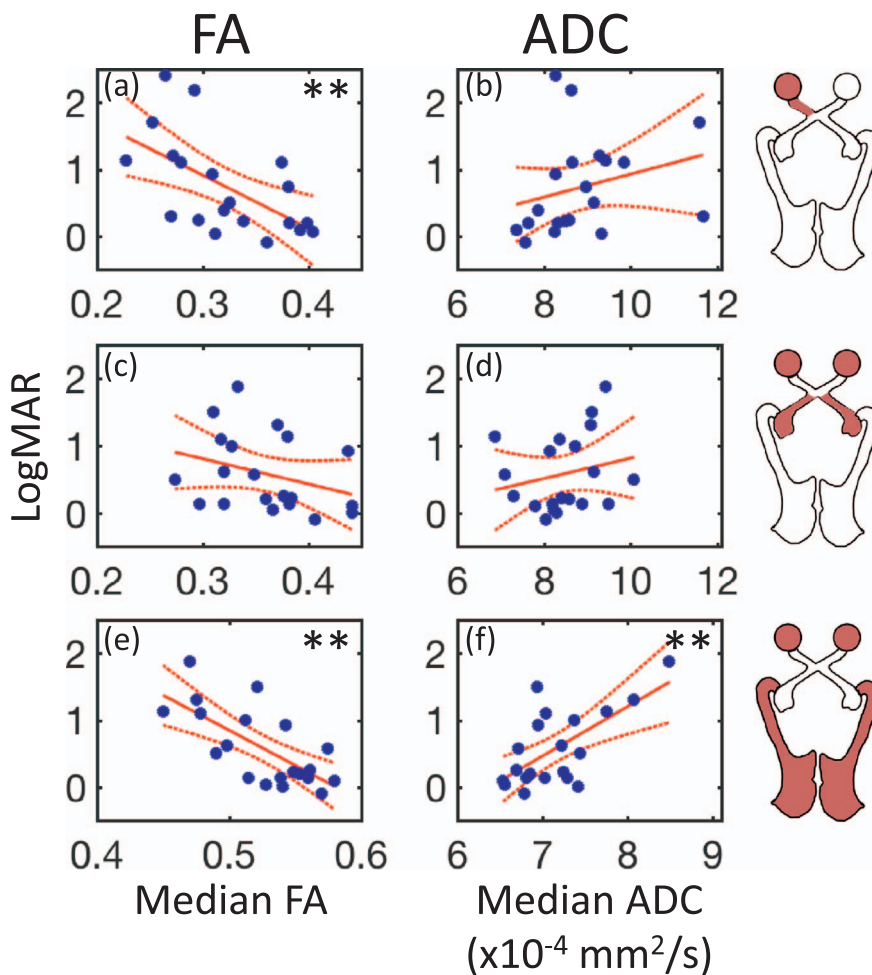 FA ADC
(a) ** (b)
2 2
1 1
0 0
0.2 0.3 0.4 6 8 10 12
(c) (d)
2 2
1 1
0 0
LogMAR
0.2 0.3 0.4 6 8 10 12
(e) ** (f) **
2 2
1 1
0 0
0.4 0.5 0.6 6 7 8 9
Median FA Median ADC
(x10⁻⁴ mm²/s)